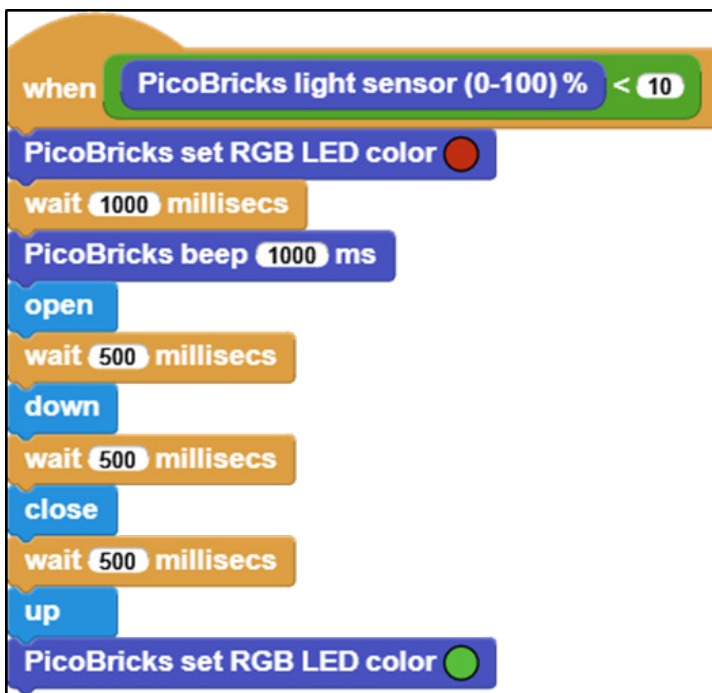 when PicoBricks light sensor (0-100) % < 10
PicoBricks set RGB LED color
wait 1000 millisecs
PicoBricks beep 1000 ms
open
wait 500 millisecs
down
wait 500 millisecs
close
wait 500 millisecs
up
PicoBricks set RGB LED color